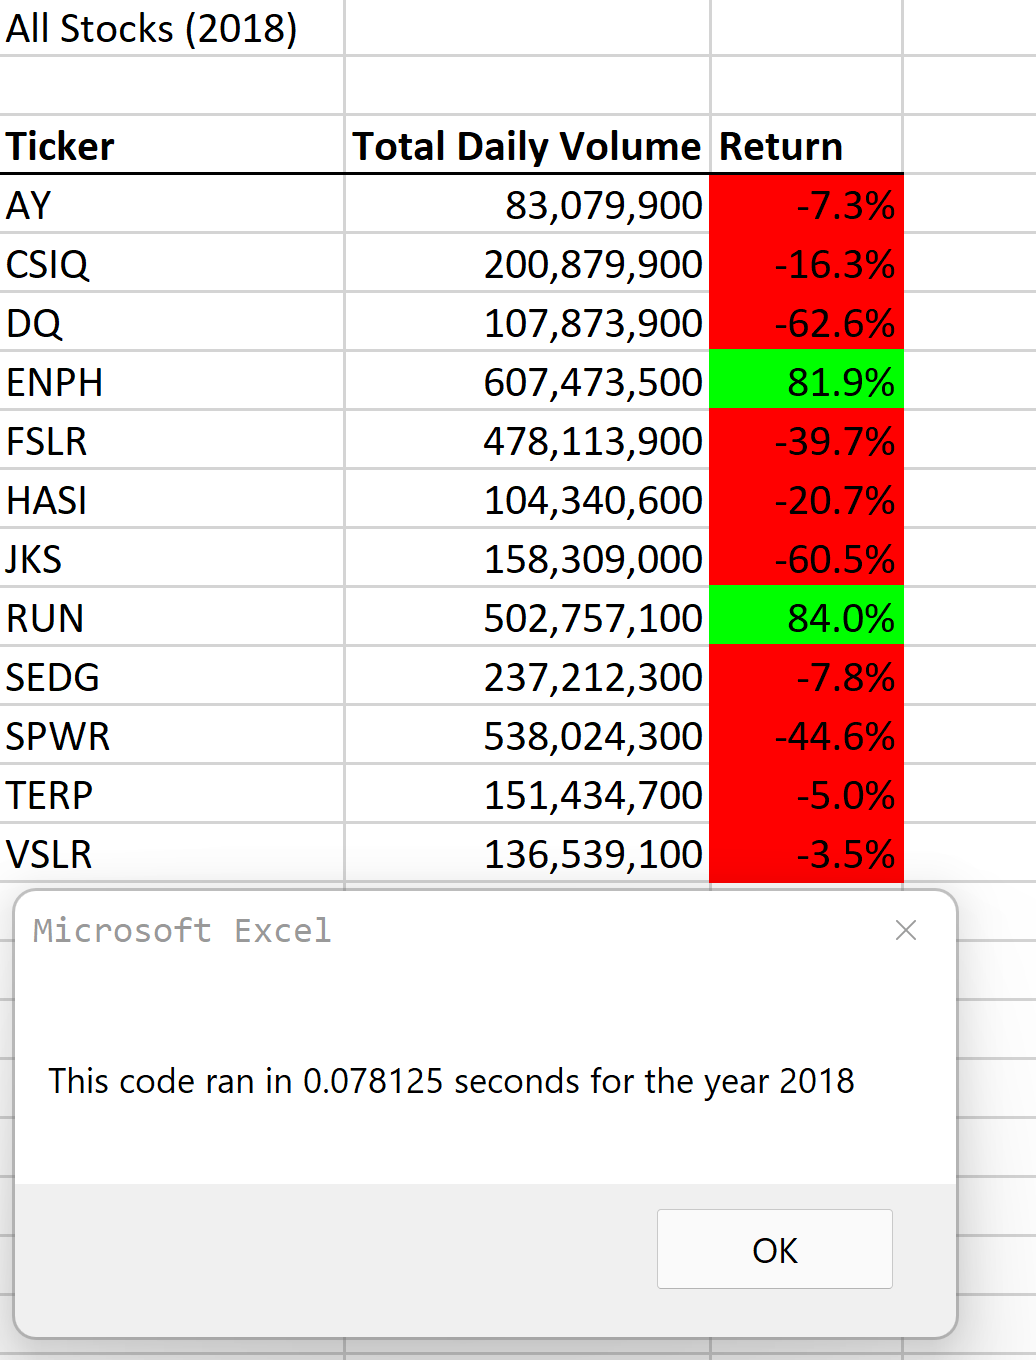 All Stocks (2018)
Ticker Total Daily Volume Return
AY 83,079,900 -7.3%
CSIQ 200,879,900 -16.3%
DQ 107,873,900 -62.6%
ENPH 607,473,500 81.9%
FSLR 478,113,900 -39.7%
HASI 104,340,600 -20.7%
JKS 158,309,000 -60.5%
RUN 502,757,100 84.0%
SEDG 237,212,300 -7.8%
SPWR 538,024,300 -44.6%
TERP 151,434,700 -5.0%
VSLR 136,539,100 -3.5%
Microsoft Excel
This code ran in 0.078125 seconds for the year 2018
OK